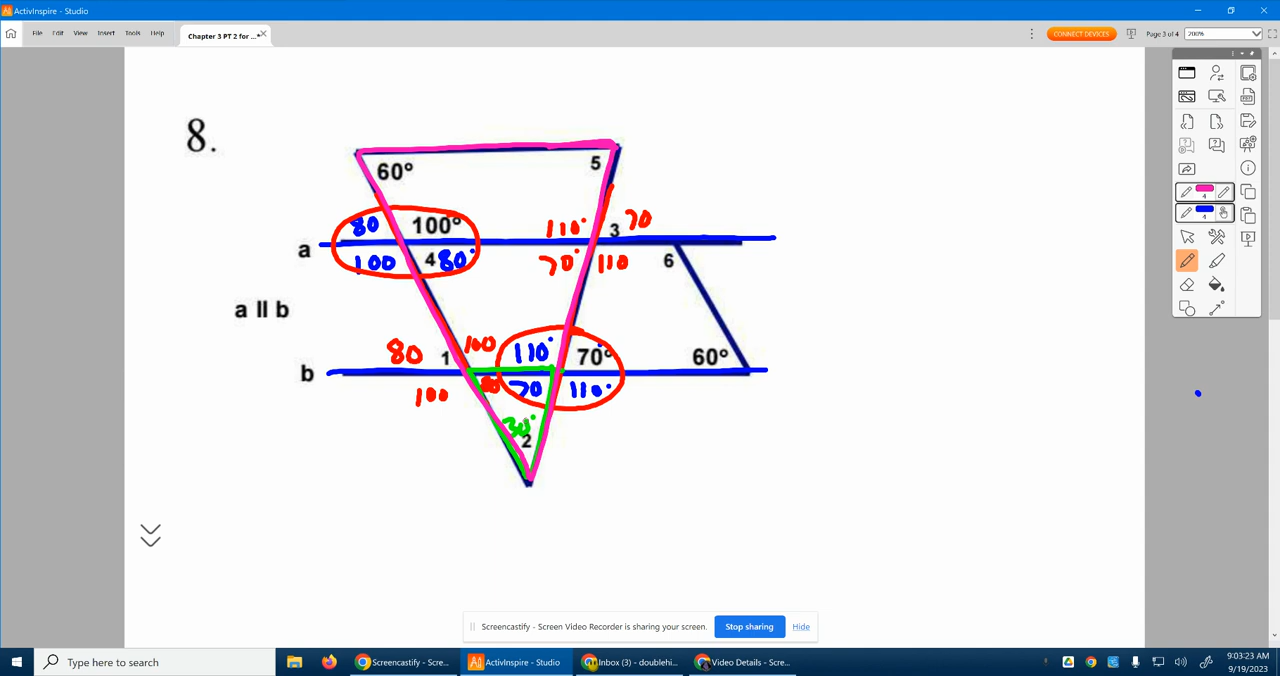 ActivInspire - Studio
File Edit View Insert Tools Help
Chapter 3 PT 2 for ...*
CONNECT DEVICES
Page 3 of 4
200%
8.
60° 5
80 100° 110° 3 70
a
100 4 80° 70° 110 6
a ll b
80 1 100 110° 70° 60°
b
100 80 70 110°
30°
2
4
4
Screencastify - Screen Video Recorder is sharing your screen.
Stop sharing
Hide
Type here to search
Screencastify - Scre...
ActivInspire - Studio
Inbox (3) - doublehi...
Video Details - Scre...
9:03:23 AM
9/19/2023